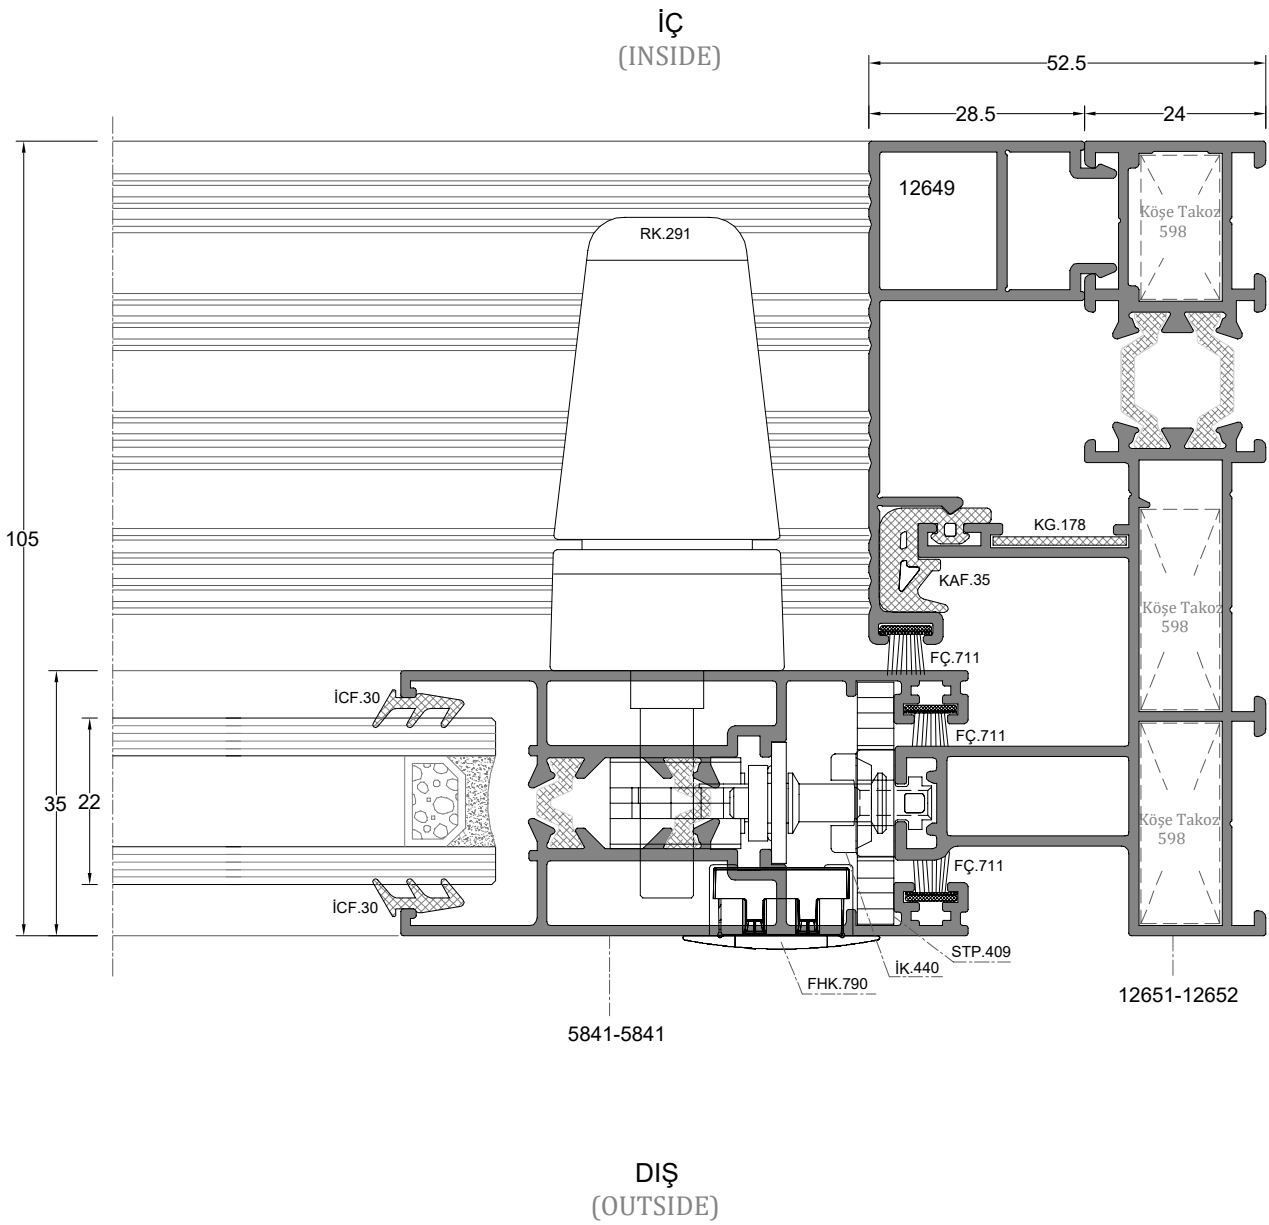 İÇ
(INSIDE)
52.5
28.5
24
12649
Köşe Takoz
598
RK.291
105
KG.178
KAF.35
Köşe Takoz
598
FÇ.711
İCF.30
FÇ.711
35
22
Köşe Takoz
598
FÇ.711
İCF.30
STP.409
İK.440
FHK.790
12651-12652
5841-5841
DIŞ
(OUTSIDE)